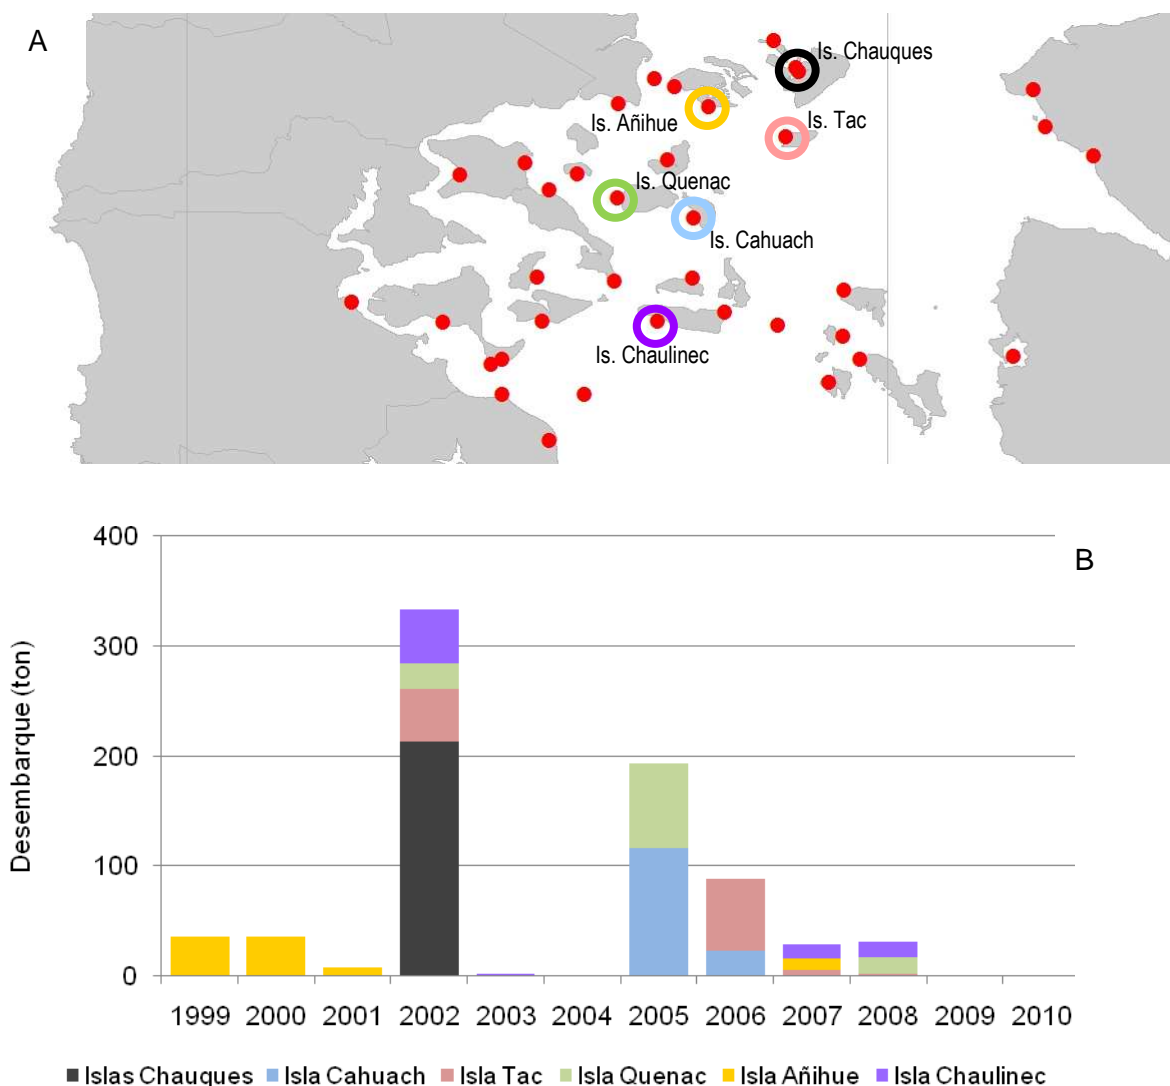 A
Is. Chauques
Is. Añihue
Is. Tac
Is. Quenac
Is. Cahuach
Is. Chaulinec
B
Desembarque (ton)
400
300
200
100
0
1999 2000 2001 2002 2003 2004 2005 2006 2007 2008 2009 2010
Islas Chauques Isla Cahuach Isla Tac Isla Quenac Isla Añihue Isla Chaulinec